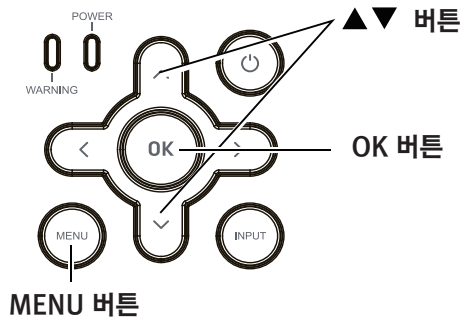 POWER
▲▼ 버튼
WARNING
OK
OK 버튼
MENU
INPUT
MENU 버튼